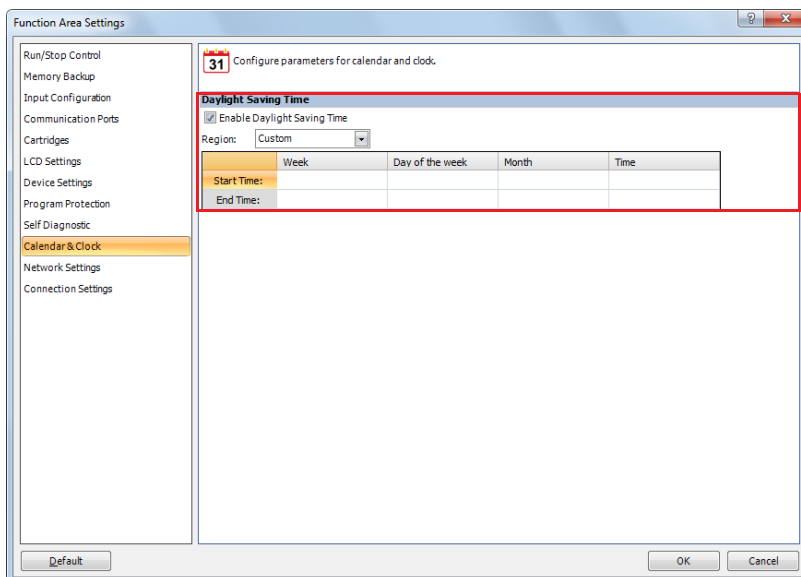 Function Area Settings
?
X
Run/Stop Control
Memory Backup
Input Configuration
Communication Ports
Cartridges
LCD Settings
Device Settings
Program Protection
Self Diagnostic
Calendar & Clock
Network Settings
Connection Settings
31 Configure parameters for calendar and clock.
Daylight Saving Time
Enable Daylight Saving Time
Region: Custom
Week Day of the week Month Time
Start Time:
End Time:
Default OK Cancel